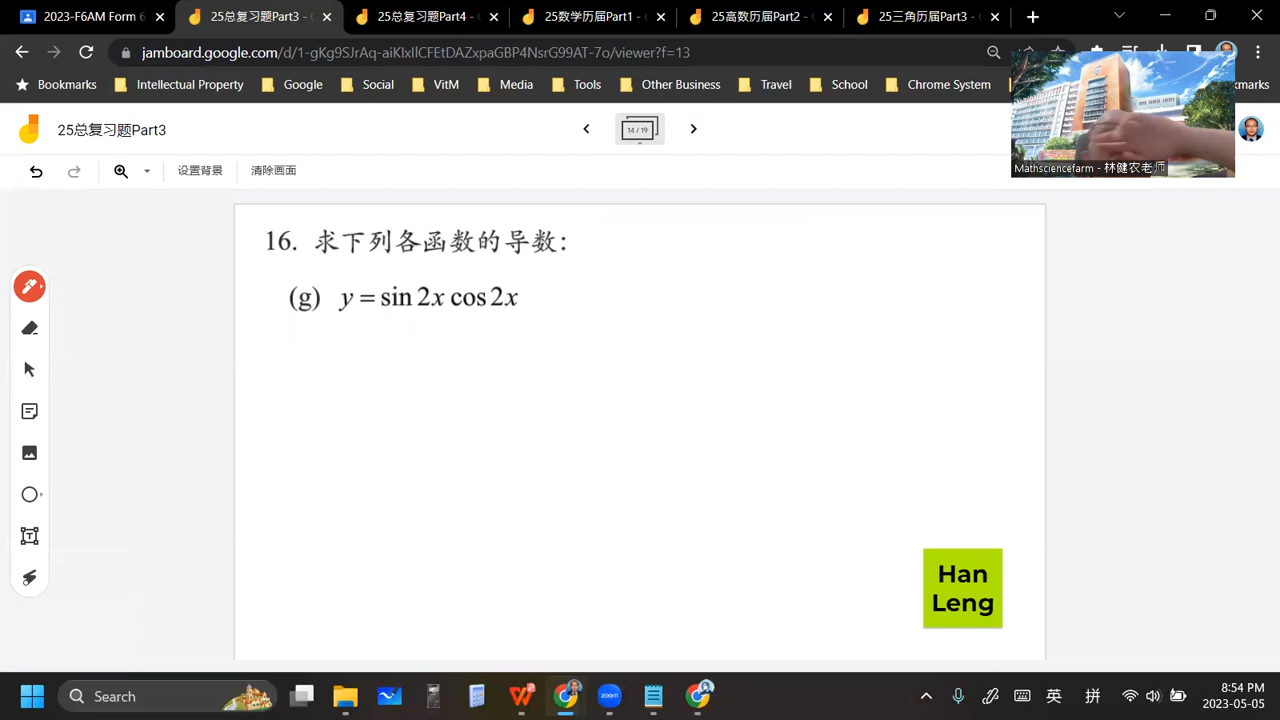 2023-F6AM Form 6
25总复习题Part3 -
25总复习题Part4 -
25数学历届Part1 -
25函数历届Part2 -
25三角历届Part3 -
jamboard.google.com/d/1-gKg9SJrAq-aiKlxIlCFEtDAZxpaGBP4NsrG99AT-7o/viewer?f=13
Bookmarks
Intellectual Property
Google
Social
VitM
Media
Tools
Other Business
Travel
School
Chrome System
marks
25总复习题Part3
14 / 19
设置背景
清除画面
Mathsciencefarm - 林健农老师
16. 求下列各函数的导数:
(g) y = sin 2x cos 2x
Han
Leng
Search
zoom
英
拼
8:54 PM
2023-05-05